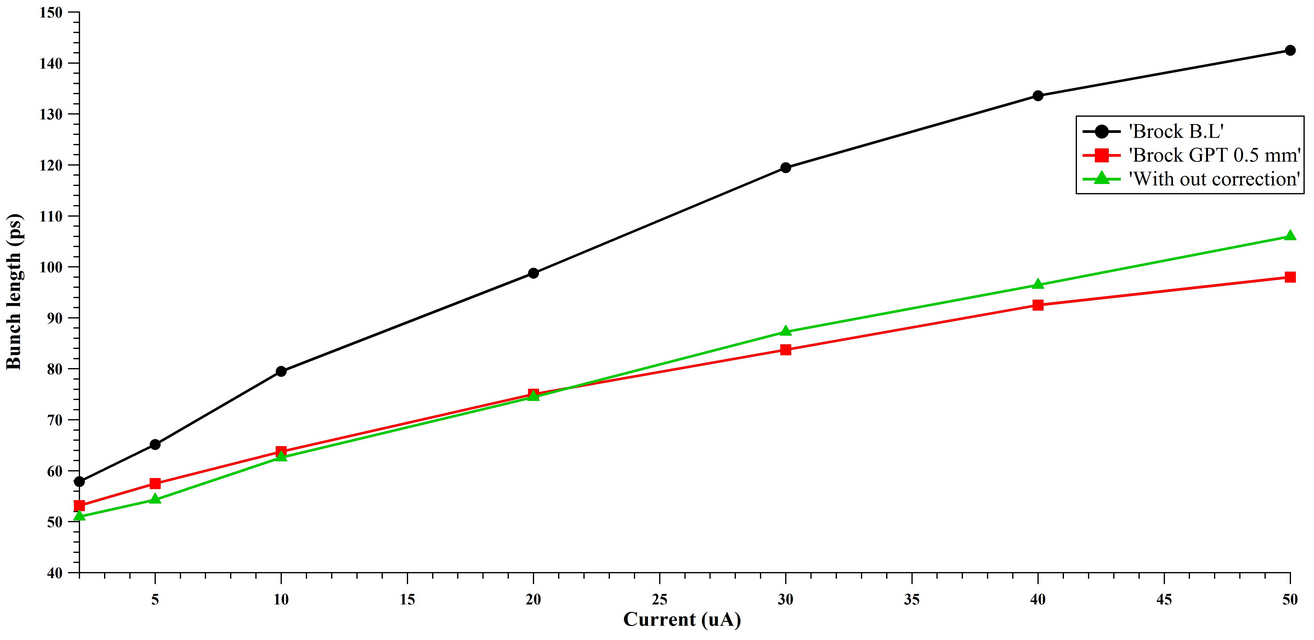 150
140
130
120
110
100
90
80
70
60
50
40
Bunch length (ps)
'Brock B.L'
'Brock GPT 0.5 mm'
'With out correction'
5 10 15 20 25 30 35 40 45 50
Current (uA)